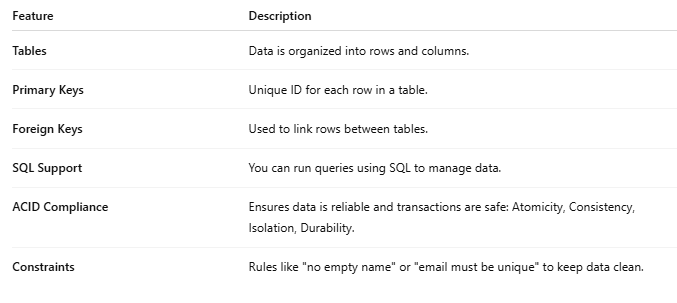 Feature Description
Tables Data is organized into rows and columns.
Primary Keys Unique ID for each row in a table.
Foreign Keys Used to link rows between tables.
SQL Support You can run queries using SQL to manage data.
ACID Compliance Ensures data is reliable and transactions are safe: Atomicity, Consistency,
Isolation, Durability.
Constraints Rules like "no empty name" or "email must be unique" to keep data clean.